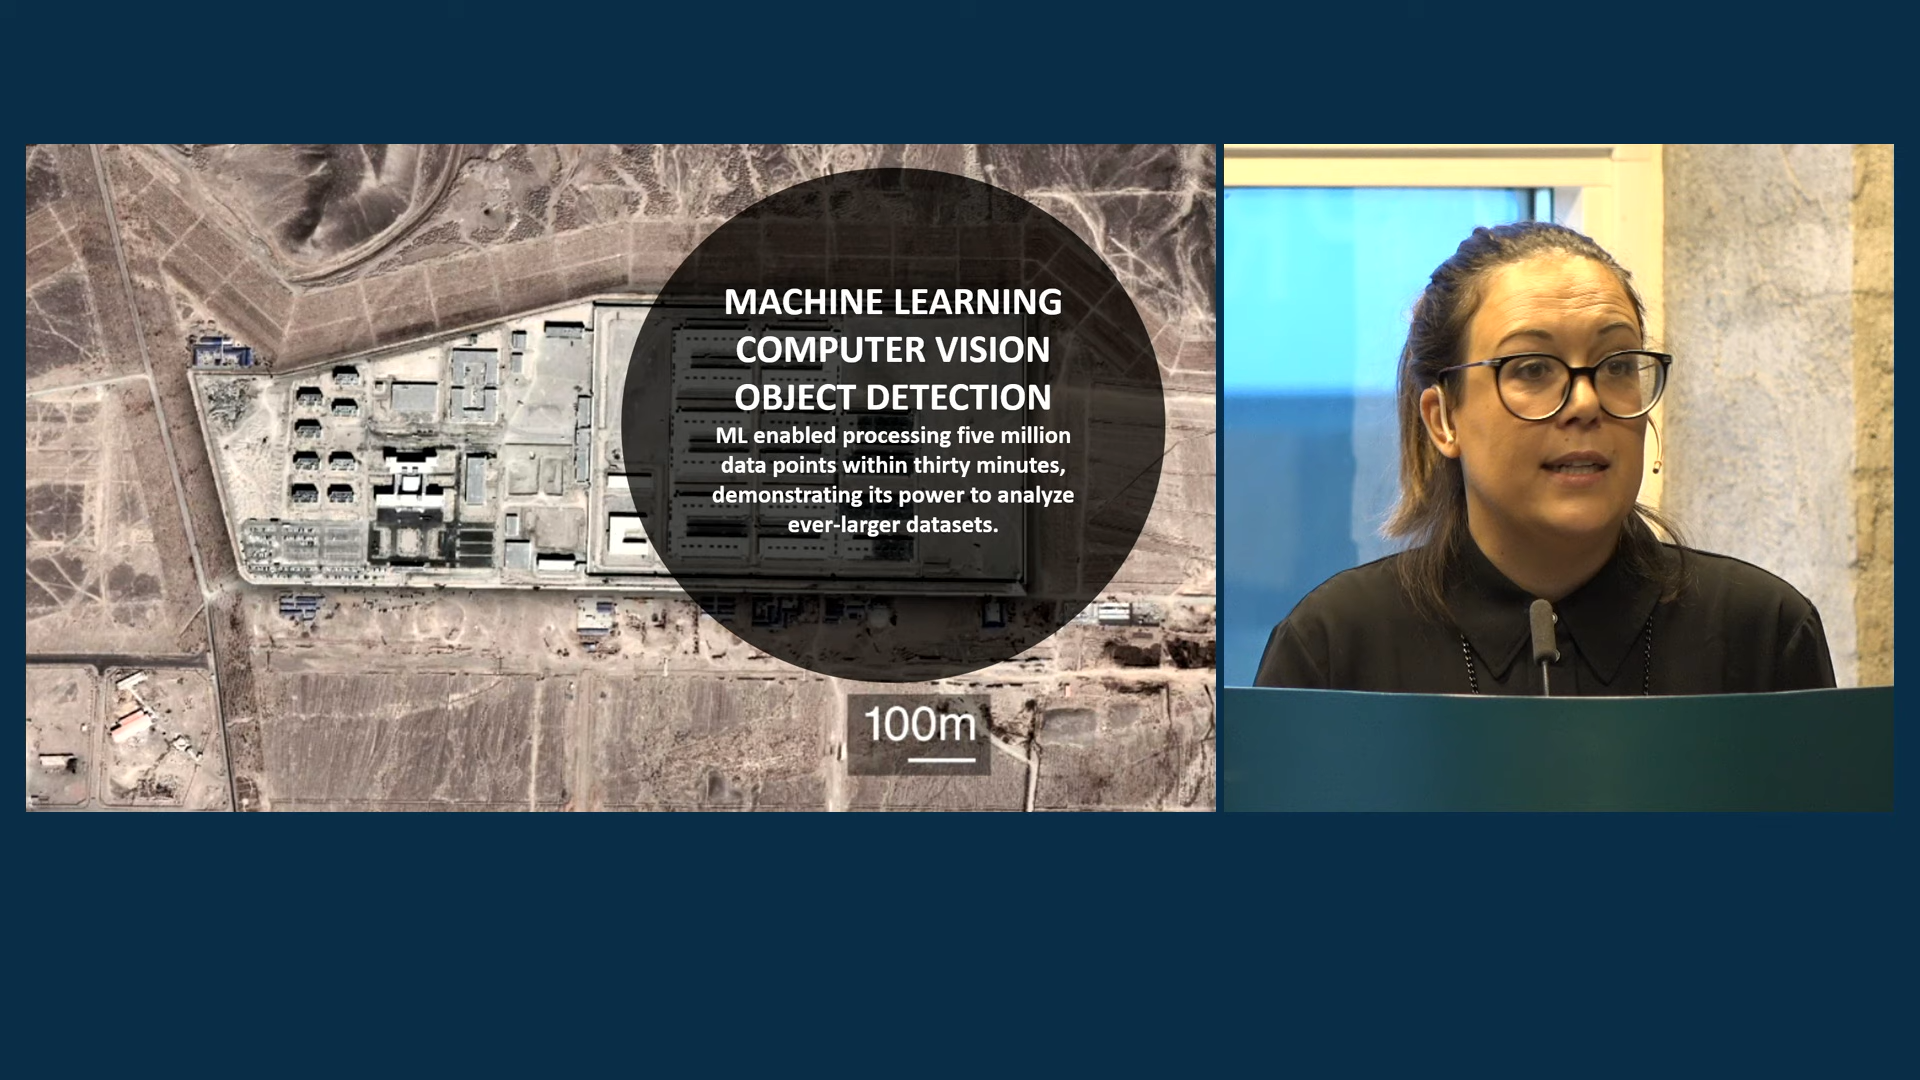 MACHINE LEARNING
COMPUTER VISION
OBJECT DETECTION
ML enabled processing five million
data points within thirty minutes,
demonstrating its power to analyze
ever-larger datasets.
100m